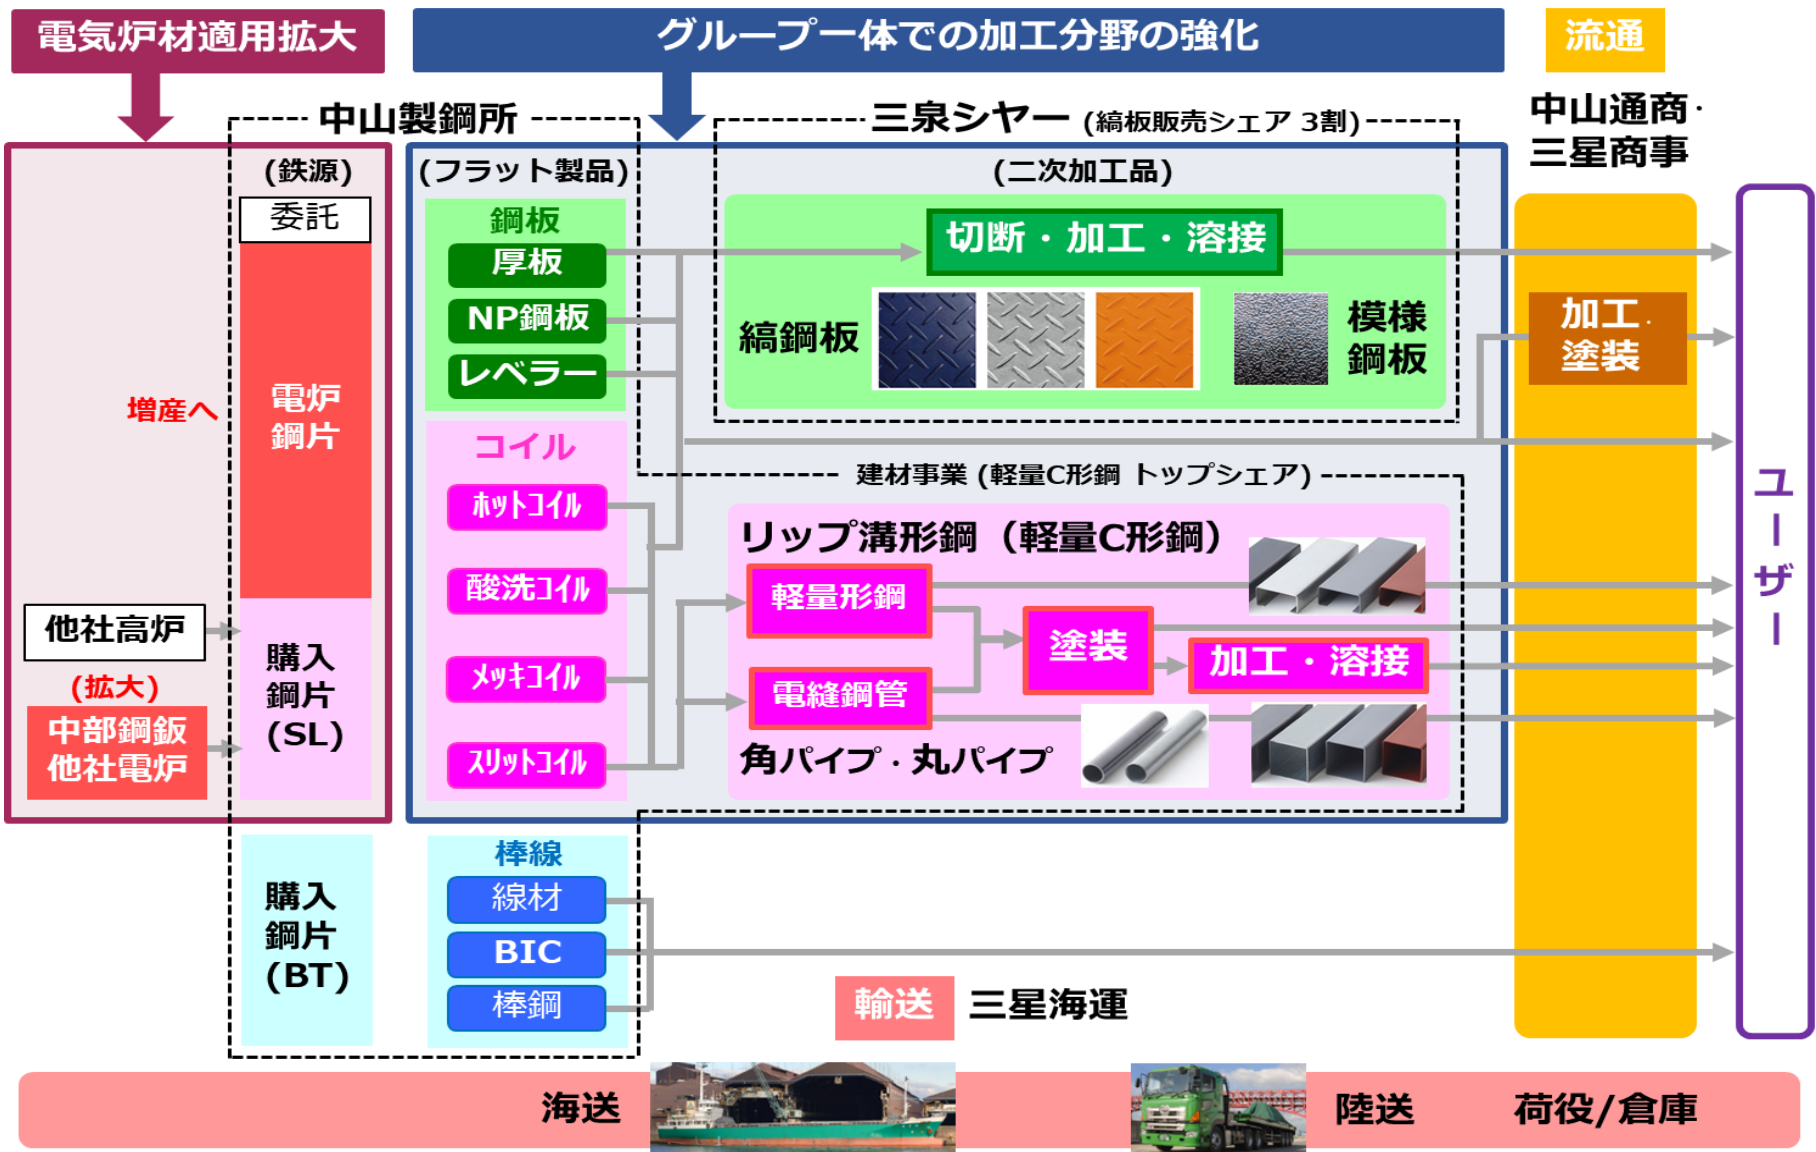 電気炉材適用拡大
グループ一体での加工分野の強化
流通
中山製鋼所
三泉シヤー (縞板販売シェア 3割)
中山通商・
三星商事
(鉄源)
(フラット製品)
(二次加工品)
委託
電炉
鋼片
増産へ
他社高炉
(拡大)
中部鋼鈑
他社電炉
購入
鋼片
(SL)
鋼板
厚板
NP鋼板
レベラー
切断・加工・溶接
縞鋼板
模様
鋼板
加工・
塗装
コイル
ﾎｯﾄｺｲﾙ
酸洗ｺｲﾙ
ﾒｯｷｺｲﾙ
ｽﾘｯﾄｺｲﾙ
建材事業 (軽量C形鋼 トップシェア)
リップ溝形鋼（軽量C形鋼）
軽量形鋼
塗装
加工・溶接
電縫鋼管
角パイプ・丸パイプ
ユーザー
購入
鋼片
(BT)
棒線
線材
BIC
棒鋼
輸送 三星海運
海送
陸送
荷役/倉庫